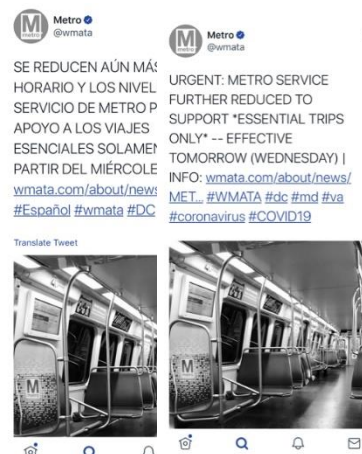 Metro
@wmata
SE REDUCEN AÚN MÁS
HORARIO Y LOS NIVEL
SERVICIO DE METRO P
APOYO A LOS VIAJES
ESENCIALES SOLAMEN
PARTIR DEL MIÉRCOLE
wmata.com/about/news
#Español #wmata #DC
Translate Tweet
M
Metro
@wmata
URGENT: METRO SERVICE
FURTHER REDUCED TO
SUPPORT *ESSENTIAL TRIPS
ONLY* -- EFFECTIVE
TOMORROW (WEDNESDAY) |
INFO: wmata.com/about/news/
MET... #WMATA #dc #md #va
#coronavirus #COVID19
M